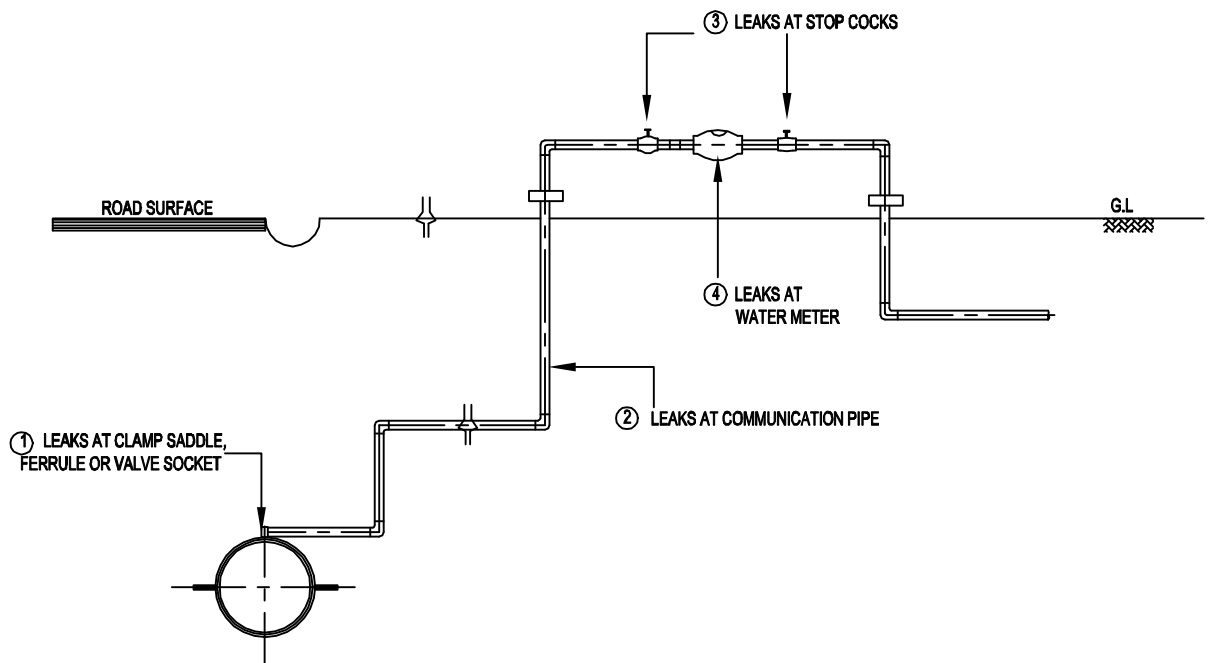 ③ LEAKS AT STOP COCKS
ROAD SURFACE
G.L
④ LEAKS AT
WATER METER
② LEAKS AT COMMUNICATION PIPE
① LEAKS AT CLAMP SADDLE,
FERRULE OR VALVE SOCKET